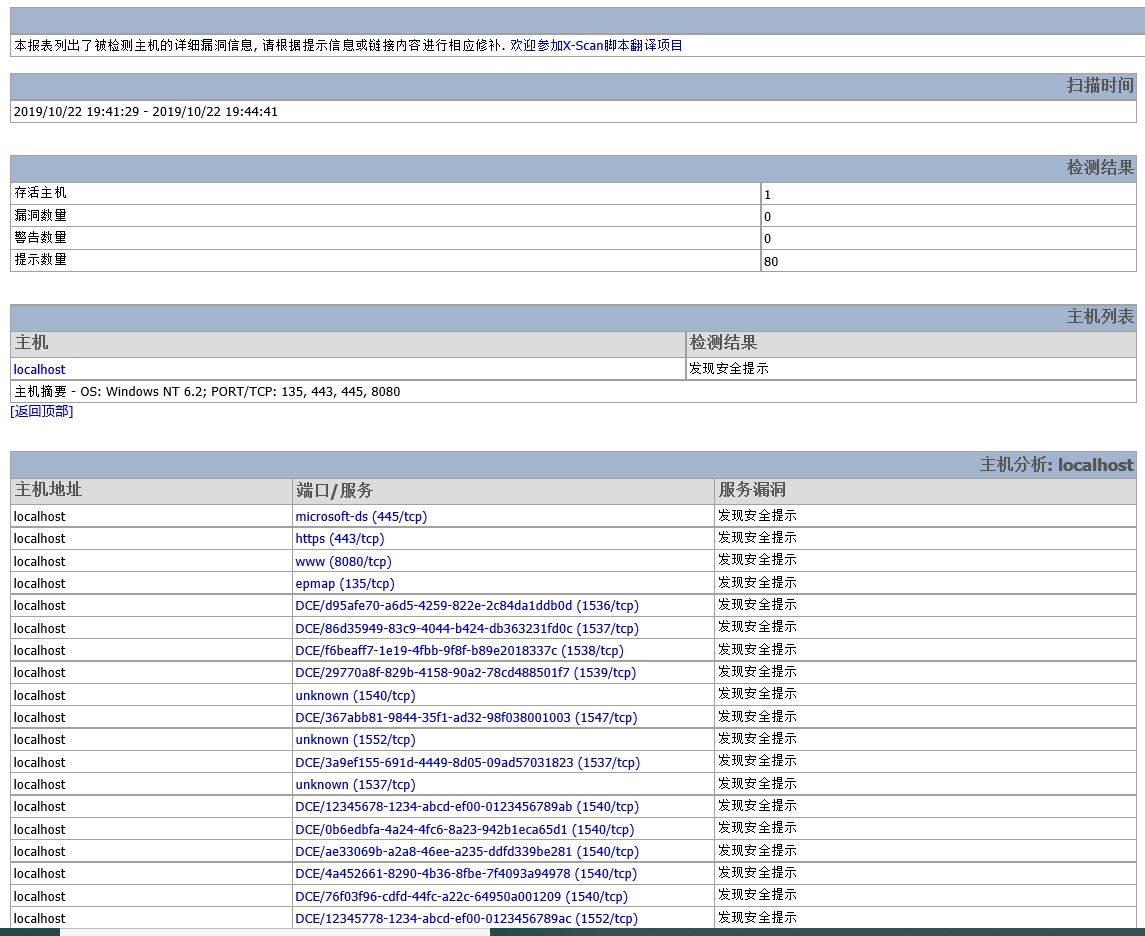 本报表列出了被检测主机的详细漏洞信息, 请根据提示信息或链接内容进行相应修补. 欢迎参加X-Scan脚本翻译项目
扫描时间
2019/10/22 19:41:29 - 2019/10/22 19:44:41
检测结果
存活主机 1
漏洞数量 0
警告数量 0
提示数量 80
主机列表
主机 检测结果
localhost 发现安全提示
主机摘要 - OS: Windows NT 6.2; PORT/TCP: 135, 443, 445, 8080
[返回顶部]
主机分析: localhost
主机地址 端口/服务 服务漏洞
localhost microsoft-ds (445/tcp) 发现安全提示
localhost https (443/tcp) 发现安全提示
localhost www (8080/tcp) 发现安全提示
localhost epmap (135/tcp) 发现安全提示
localhost DCE/d95afe70-a6d5-4259-822e-2c84da1ddb0d (1536/tcp) 发现安全提示
localhost DCE/86d35949-83c9-4044-b424-db363231fd0c (1537/tcp) 发现安全提示
localhost DCE/f6beaff7-1e19-4fbb-9f8f-b89e2018337c (1538/tcp) 发现安全提示
localhost DCE/29770a8f-829b-4158-90a2-78cd488501f7 (1539/tcp) 发现安全提示
localhost unknown (1540/tcp) 发现安全提示
localhost DCE/367abb81-9844-35f1-ad32-98f038001003 (1547/tcp) 发现安全提示
localhost unknown (1552/tcp) 发现安全提示
localhost DCE/3a9ef155-691d-4449-8d05-09ad57031823 (1537/tcp) 发现安全提示
localhost unknown (1537/tcp) 发现安全提示
localhost DCE/12345678-1234-abcd-ef00-0123456789ab (1540/tcp) 发现安全提示
localhost DCE/0b6edbfa-4a24-4fc6-8a23-942b1eca65d1 (1540/tcp) 发现安全提示
localhost DCE/ae33069b-a2a8-46ee-a235-ddfd339be281 (1540/tcp) 发现安全提示
localhost DCE/4a452661-8290-4b36-8fbe-7f4093a94978 (1540/tcp) 发现安全提示
localhost DCE/76f03f96-cdfd-44fc-a22c-64950a001209 (1540/tcp) 发现安全提示
localhost DCE/12345778-1234-abcd-ef00-0123456789ac (1552/tcp) 发现安全提示